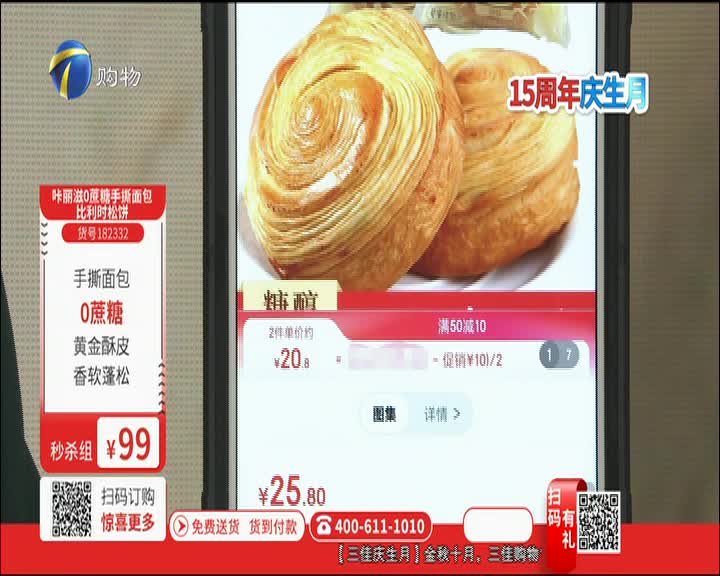 购物
15周年庆生月
咔丽滋0蔗糖手撕面包
比利时松饼
货号182332
手撕面包
0蔗糖
黄金酥皮
香软蓬松
秒杀组 ¥99
扫码订购
惊喜更多
糖醇
2件单价约
¥20.8
满50减10
= - 促销¥10)/2
1 7
图集 详情 >
¥25.80
免费送货 货到付款
400-611-1010
扫码有礼
【三佳庆生月】金秋十月,三佳购物